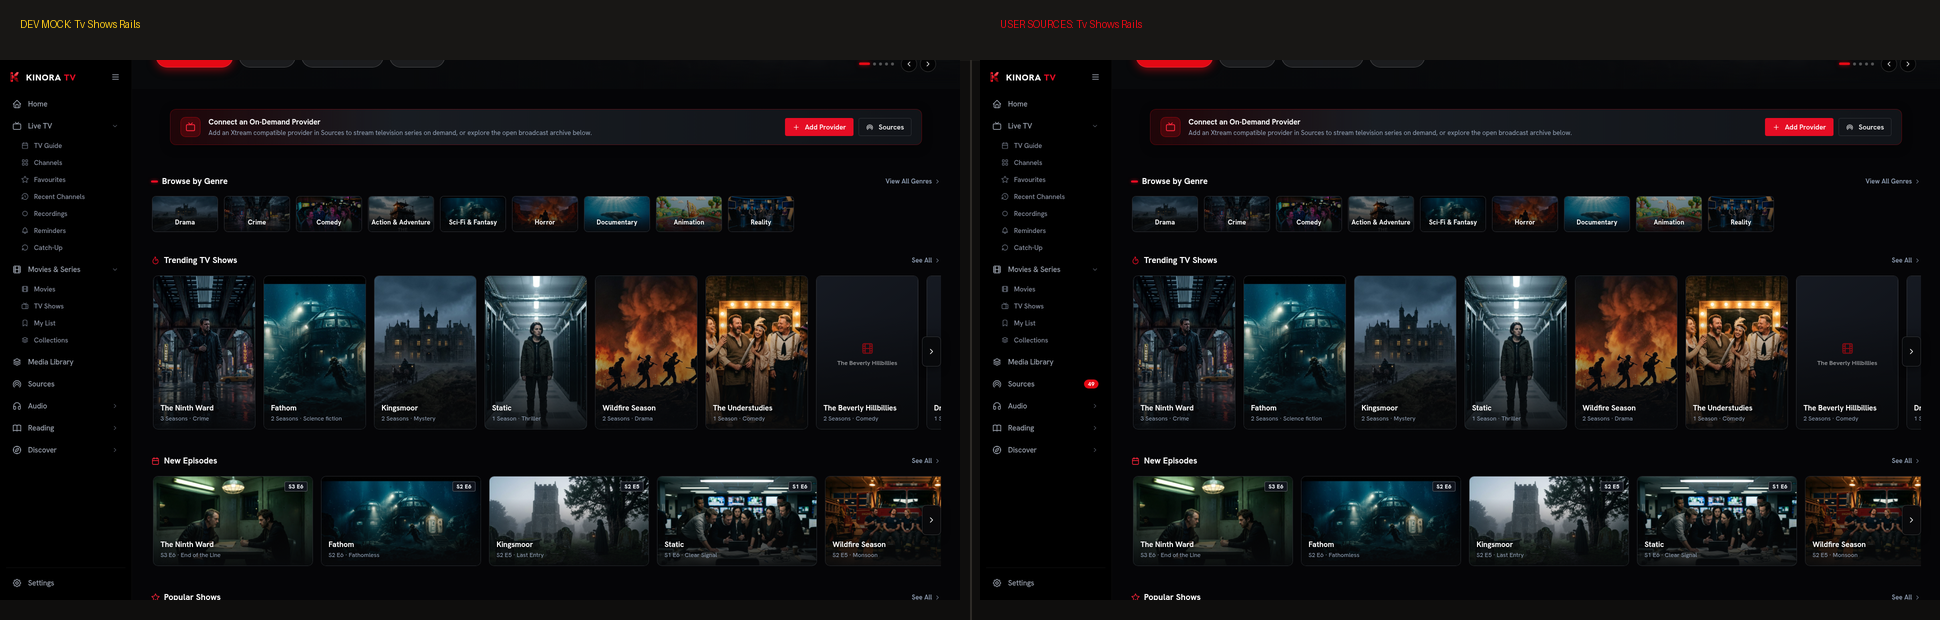 DEV MOCK: Tv Shows Rails
KINORA TV
Home
Live TV
TV Guide
Channels
Favourites
Recent Channels
Recordings
Reminders
Catch-Up
Movies & Series
Movies
TV Shows
My List
Collections
Media Library
Sources
Audio
Reading
Discover
Settings
Connect an On-Demand Provider
Add an Xtream compatible provider in Sources to stream television series on demand, or explore the open broadcast archive below.
Add Provider
Sources
Browse by Genre
View All Genres
Drama
Crime
Comedy
Action & Adventure
Sci-Fi & Fantasy
Horror
Documentary
Animation
Reality
Trending TV Shows
See All
The Ninth Ward
3 Seasons · Crime
Fathom
2 Seasons · Science fiction
Kingsmoor
2 Seasons · Mystery
Static
1 Season · Thriller
Wildfire Season
2 Seasons · Drama
The Understudies
1 Season · Comedy
The Beverly Hillbillies
The Beverly Hillbillies
2 Seasons · Comedy
New Episodes
See All
S3 E6
The Ninth Ward
S3 E6 · End of the Line
S2 E6
Fathom
S2 E6 · Fathomless
S2 E5
Kingsmoor
S2 E5 · Last Entry
S1 E6
Static
S1 E6 · Clear Signal
Wildfire Season
S2 E5 · Monsoon
Popular Shows
See All
USER SOURCES: Tv Shows Rails
KINORA TV
Home
Live TV
TV Guide
Channels
Favourites
Recent Channels
Recordings
Reminders
Catch-Up
Movies & Series
Movies
TV Shows
My List
Collections
Media Library
Sources
49
Audio
Reading
Discover
Settings
Connect an On-Demand Provider
Add an Xtream compatible provider in Sources to stream television series on demand, or explore the open broadcast archive below.
Add Provider
Sources
Browse by Genre
View All Genres
Drama
Crime
Comedy
Action & Adventure
Sci-Fi & Fantasy
Horror
Documentary
Animation
Reality
Trending TV Shows
See All
The Ninth Ward
3 Seasons · Crime
Fathom
2 Seasons · Science fiction
Kingsmoor
2 Seasons · Mystery
Static
1 Season · Thriller
Wildfire Season
2 Seasons · Drama
The Understudies
1 Season · Comedy
The Beverly Hillbillies
The Beverly Hillbillies
2 Seasons · Comedy
New Episodes
See All
S3 E6
The Ninth Ward
S3 E6 · End of the Line
S2 E6
Fathom
S2 E6 · Fathomless
S2 E5
Kingsmoor
S2 E5 · Last Entry
S1 E6
Static
S1 E6 · Clear Signal
Wildfire Season
S2 E5 · Monsoon
Popular Shows
See All